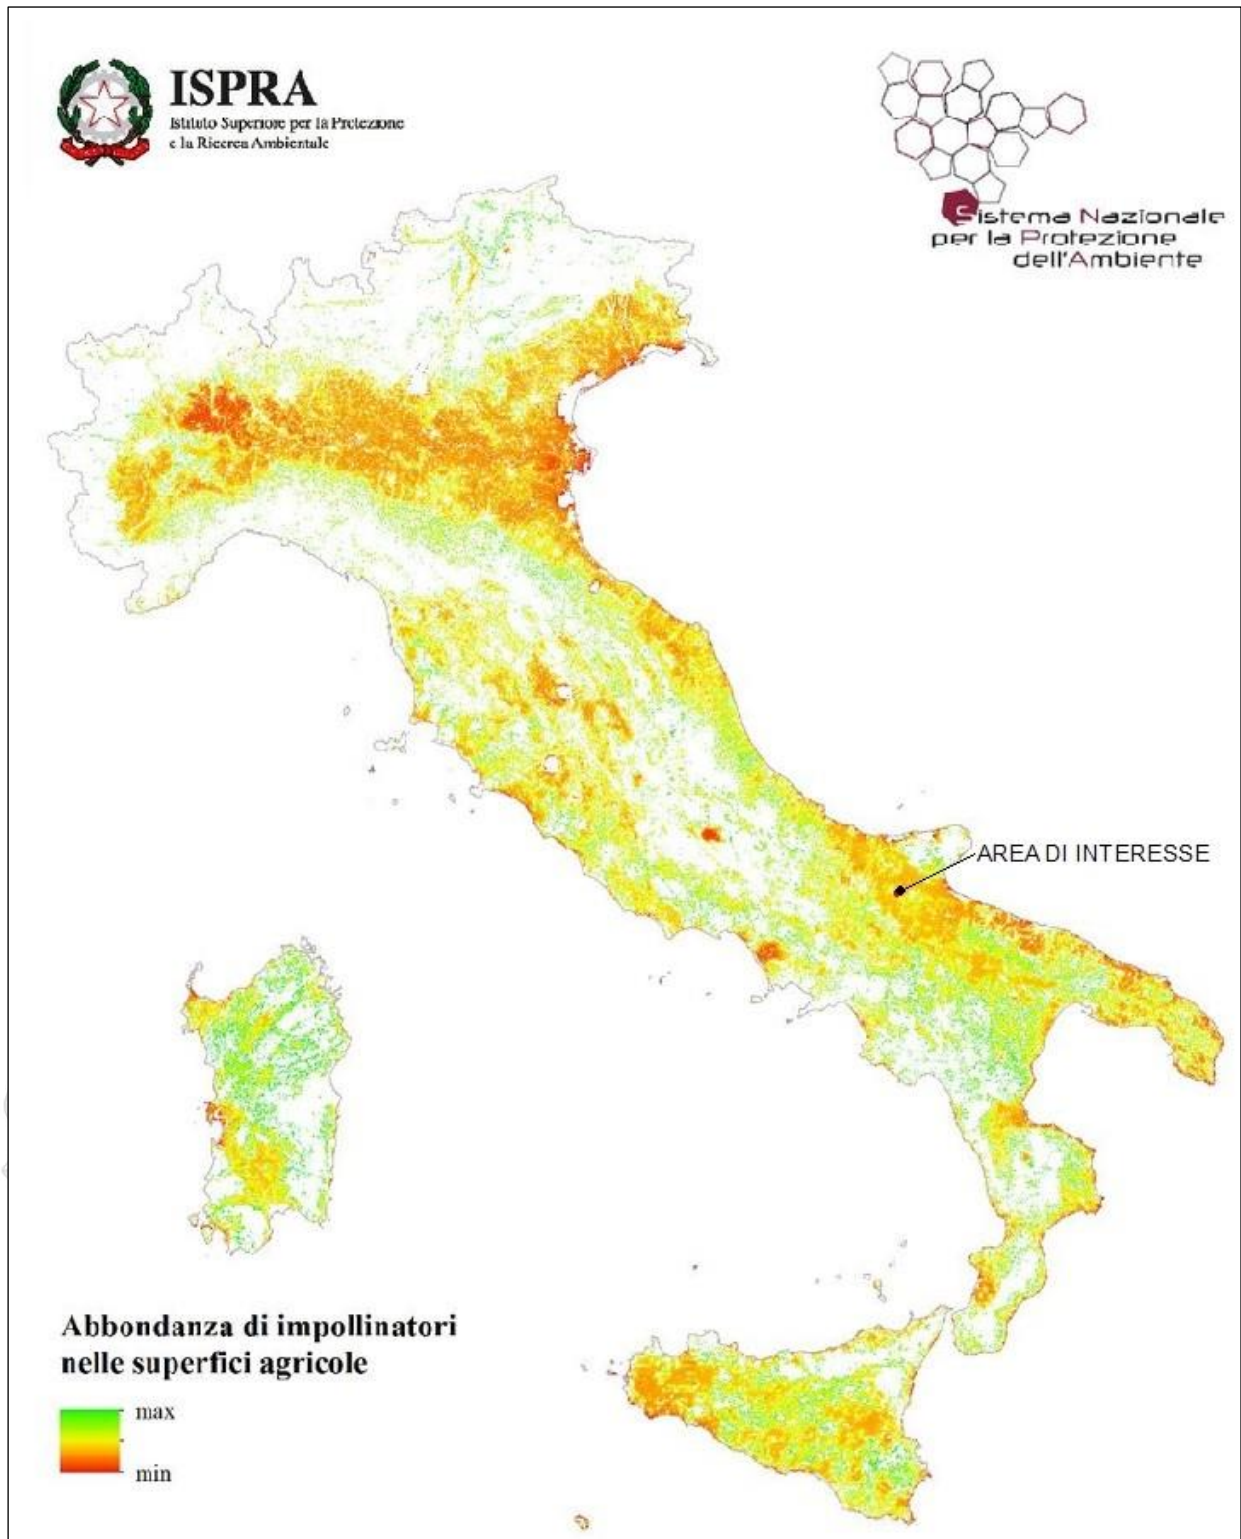 ISPRA
Istituto Superiore per la Protezione
e la Ricerca Ambientale
Sistema Nazionale
per la Protezione
dell'Ambiente
AREA DI INTERESSE
Abbondanza di impollinatori
nelle superfici agricole
max
min